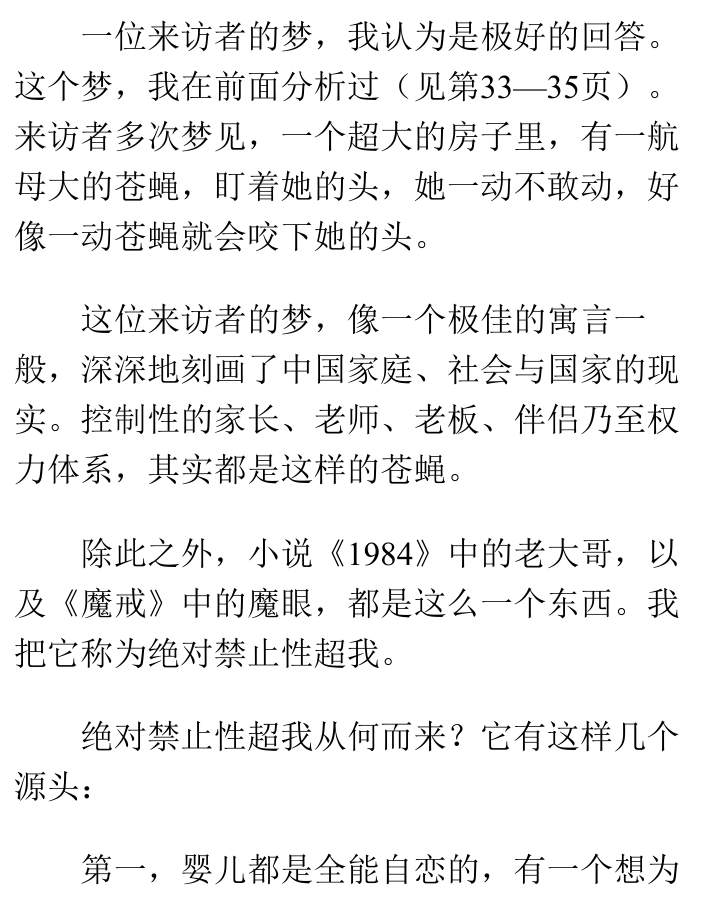 一位来访者的梦，我认为是极好的回答。
这个梦，我在前面分析过（见第33—35页）。
来访者多次梦见，一个超大的房子里，有一航
母大的苍蝇，盯着她的头，她一动不敢动，好
像一动苍蝇就会咬下她的头。
这位来访者的梦，像一个极佳的寓言一
般，深深地刻画了中国家庭、社会与国家的现
实。控制性的家长、老师、老板、伴侣乃至权
力体系，其实都是这样的苍蝇。
除此之外，小说《1984》中的老大哥，以
及《魔戒》中的魔眼，都是这么一个东西。我
把它称为绝对禁止性超我。
绝对禁止性超我从何而来？它有这样几个
源头：
第一，婴儿都是全能自恋的，有一个想为